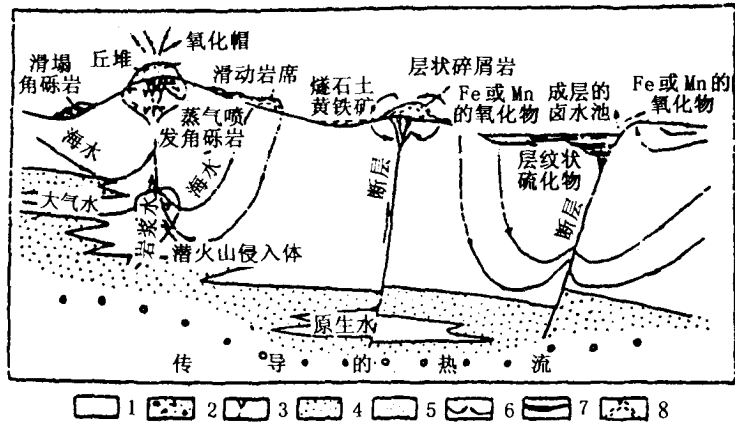 氧化帽
丘堆
滑塌
角砾岩
滑动岩席
层状碎屑岩
燧石土
黄铁矿
Fe或Mn
的氧化物
成层的
卤水池
Fe或Mn的
氧化物
蒸气喷
发角砾岩
海水
海水
层纹状
硫化物
断层
断层
大气水
岩浆水
潜火山侵入体
原生水
传导的热流
1 2 3 4 5 6 7 8